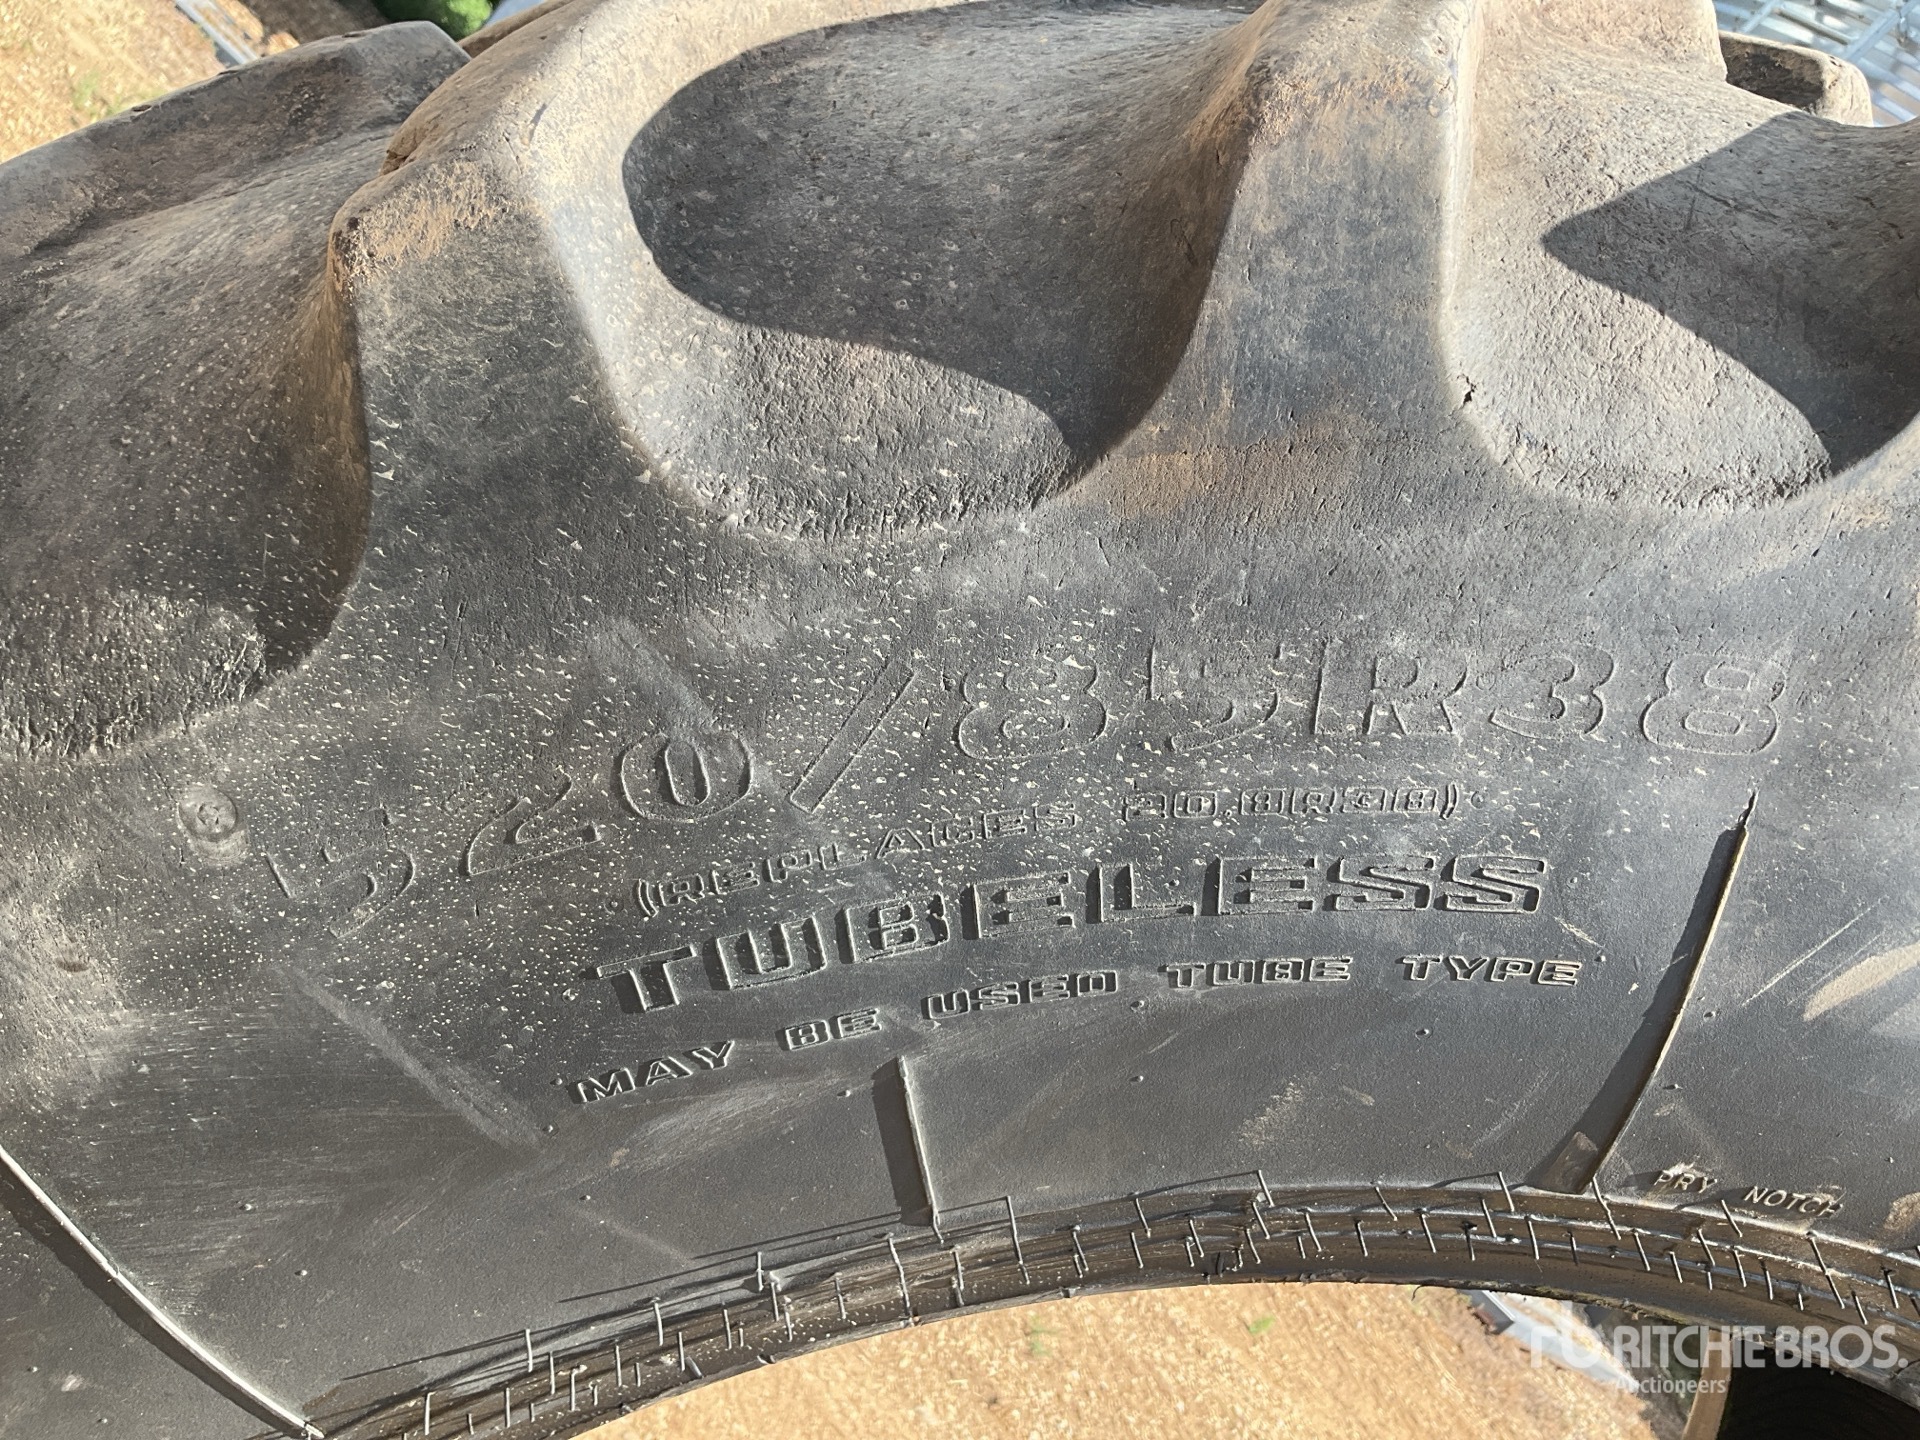 520/85R38
(REPLACES 20.8R38)
TUBELESS
MAY BE USED TUBE TYPE
PRY NOTCH
RITCHIE BROS.
Auctioneers